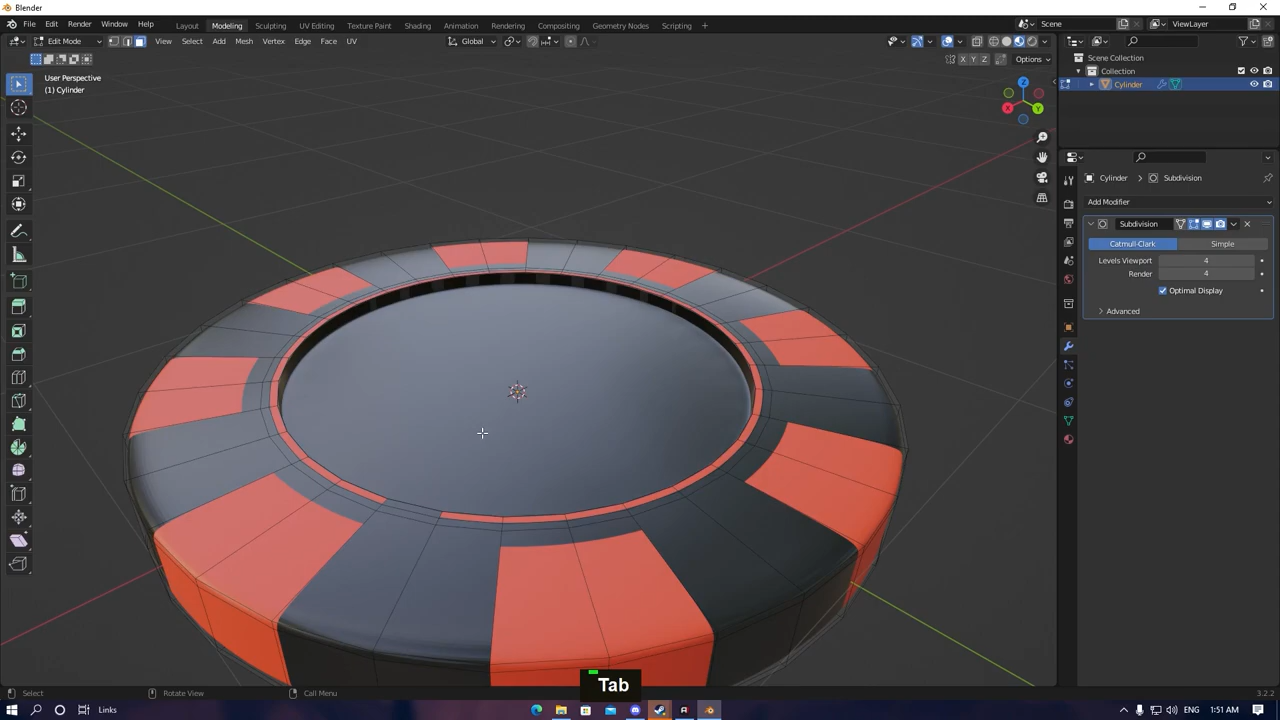 Blender
File Edit Render Window Help Layout Modeling Sculpting UV Editing Texture Paint Shading Animation Rendering Compositing Geometry Nodes Scripting + Scene ViewLayer
Edit Mode View Select Add Mesh Vertex Edge Face UV Global
X Y Z Options
User Perspective
(1) Cylinder
Z
X Y
Scene Collection
Collection
Cylinder
Cylinder > Subdivision
Add Modifier
Subdivision
Catmull-Clark Simple
Levels Viewport 4
Render 4
Optimal Display
Advanced
Tab
Select Rotate View Call Menu 3.2.2
Links 1:51 AM